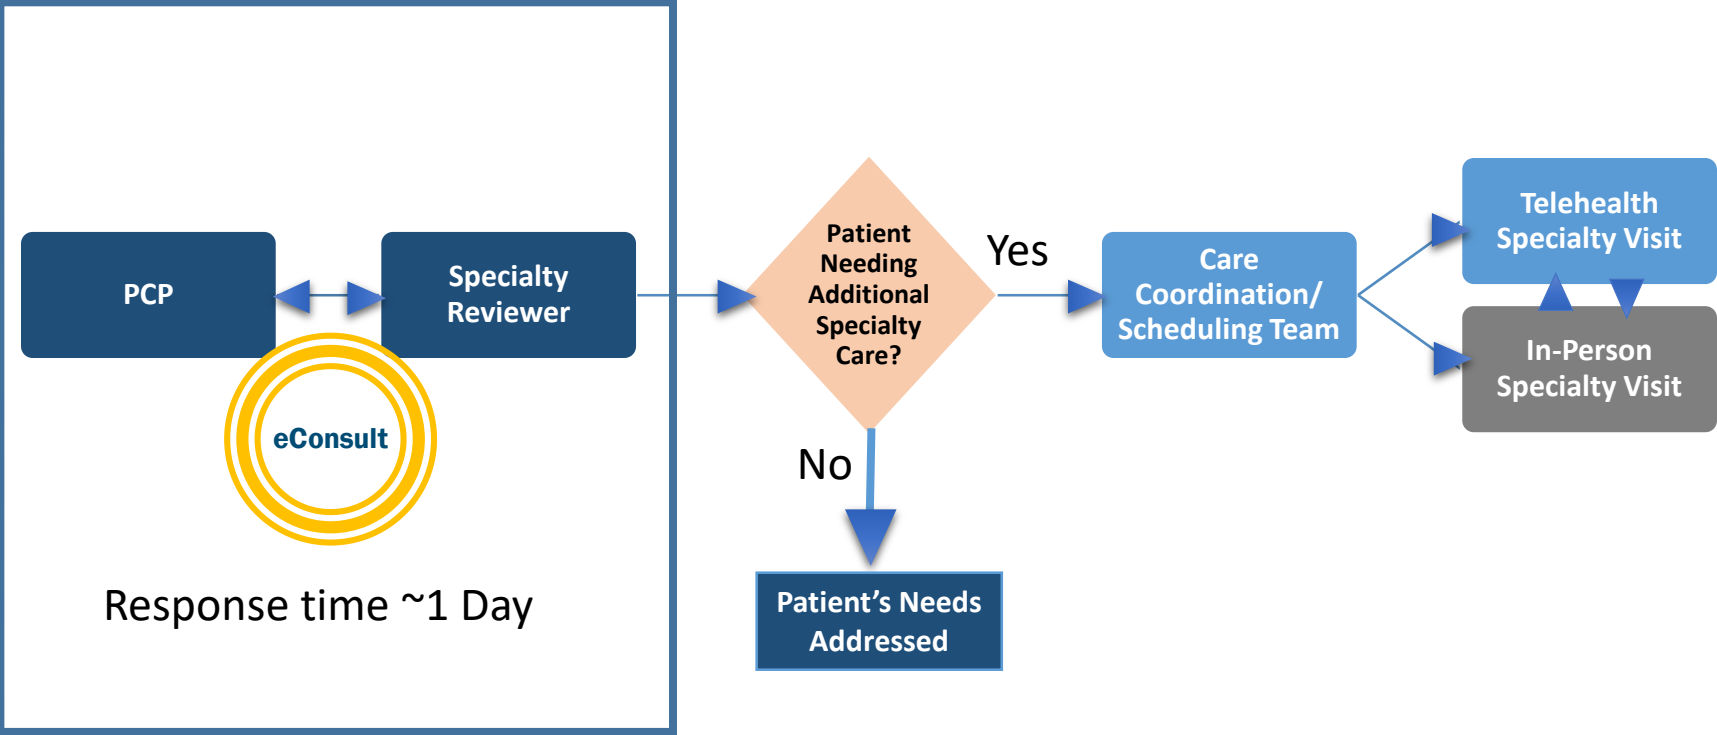 PCP
Specialty
Reviewer
eConsult
Response time ~1 Day
Patient
Needing
Additional
Specialty
Care?
Yes
No
Patient’s Needs
Addressed
Care
Coordination/
Scheduling Team
Telehealth
Specialty Visit
In-Person
Specialty Visit